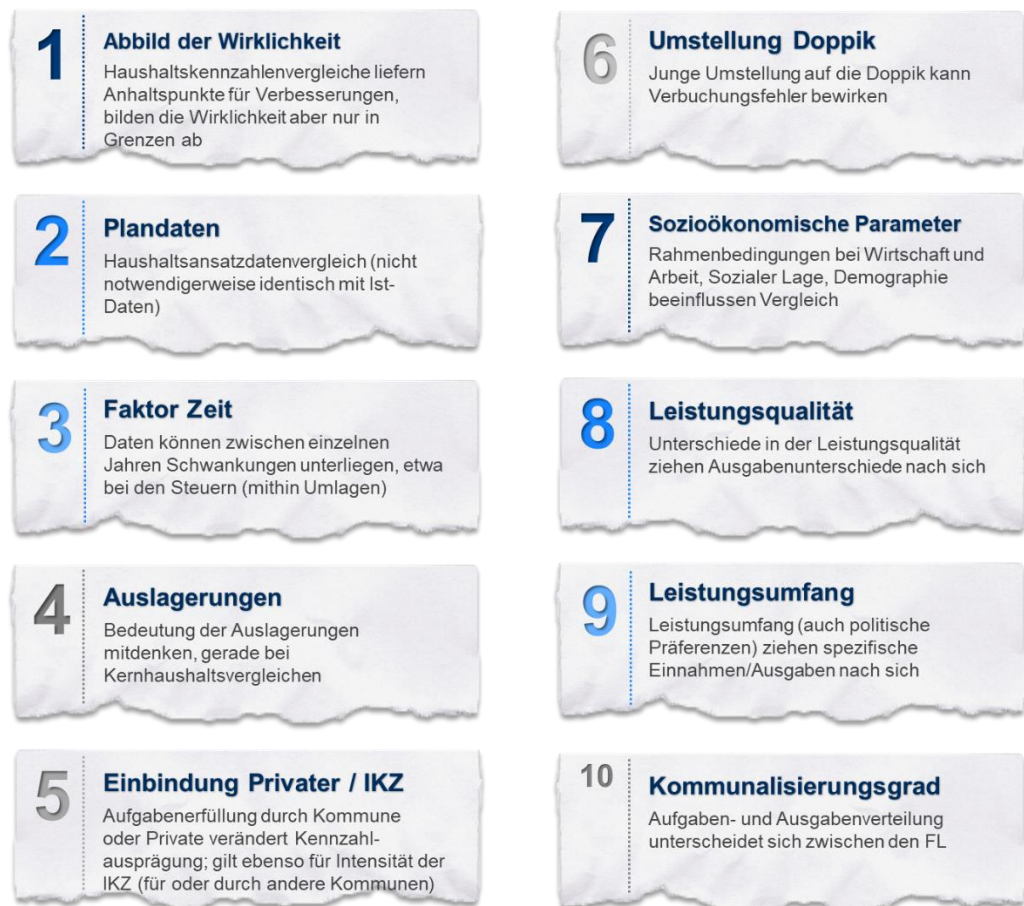 1
Abbild der Wirklichkeit
Haushaltskennzahlenvergleiche liefern
Anhaltspunkte für Verbesserungen,
bilden die Wirklichkeit aber nur in
Grenzen ab
2
Plandaten
Haushaltsansatzdatenvergleich (nicht
notwendigerweise identisch mit Ist-
Daten)
3
Faktor Zeit
Daten können zwischen einzelnen
Jahren Schwankungen unterliegen, etwa
bei den Steuern (mithin Umlagen)
4
Auslagerungen
Bedeutung der Auslagerungen
mitdenken, gerade bei
Kernhaushaltsvergleichen
5
Einbindung Privater / IKZ
Aufgabenerfüllung durch Kommune
oder Private verändert Kennzahl-
ausprägung; gilt ebenso für Intensität der
IKZ (für oder durch andere Kommunen)
6
Umstellung Doppik
Junge Umstellung auf die Doppik kann
Verbuchungsfehler bewirken
7
Sozioökonomische Parameter
Rahmenbedingungen bei Wirtschaft und
Arbeit, Sozialer Lage, Demographie
beeinflussen Vergleich
8
Leistungsqualität
Unterschiede in der Leistungsqualität
ziehen Ausgabenunterschiede nach sich
9
Leistungsumfang
Leistungsumfang (auch politische
Präferenzen) ziehen spezifische
Einnahmen/Ausgaben nach sich
10
Kommunalisierungsgrad
Aufgaben- und Ausgabenverteilung
unterscheidet sich zwischen den FL